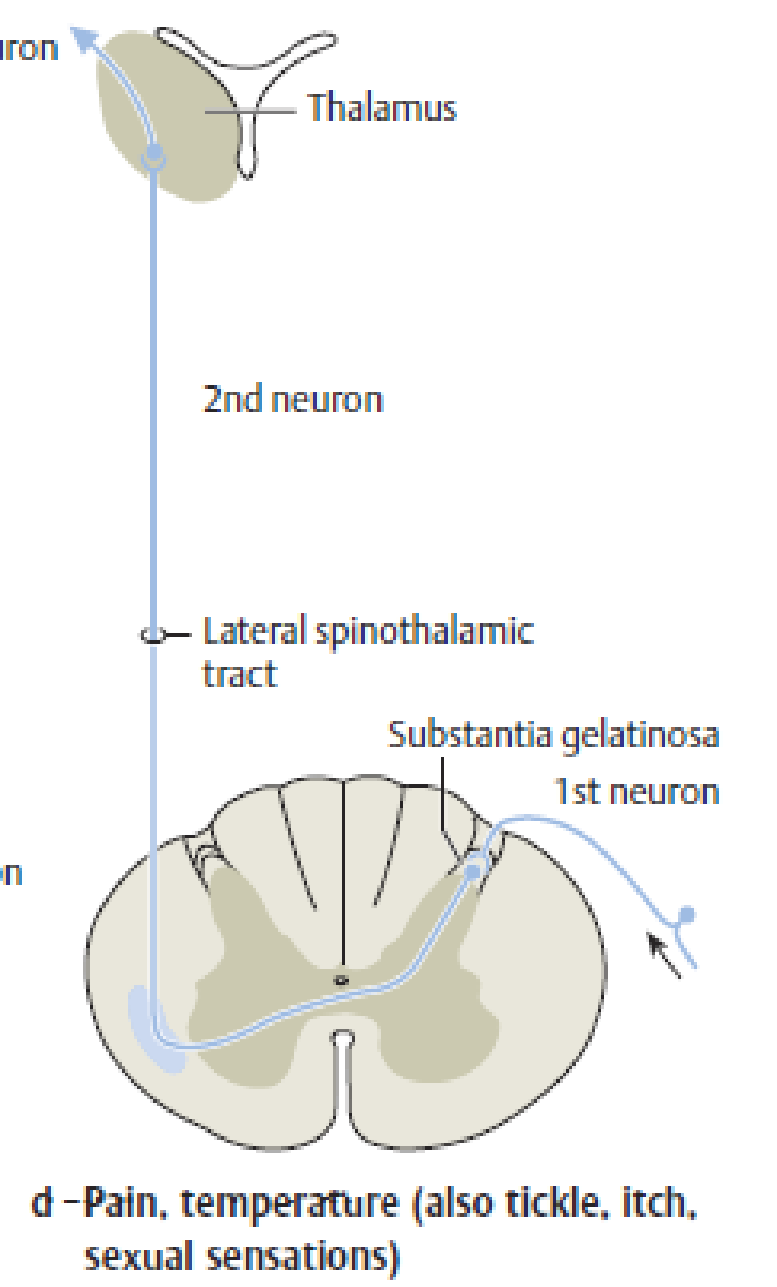 Thalamus
2nd neuron
Lateral spinothalamic
tract
Substantia gelatinosa
1st neuron
d –Pain, temperature (also tickle, itch,
sexual sensations)